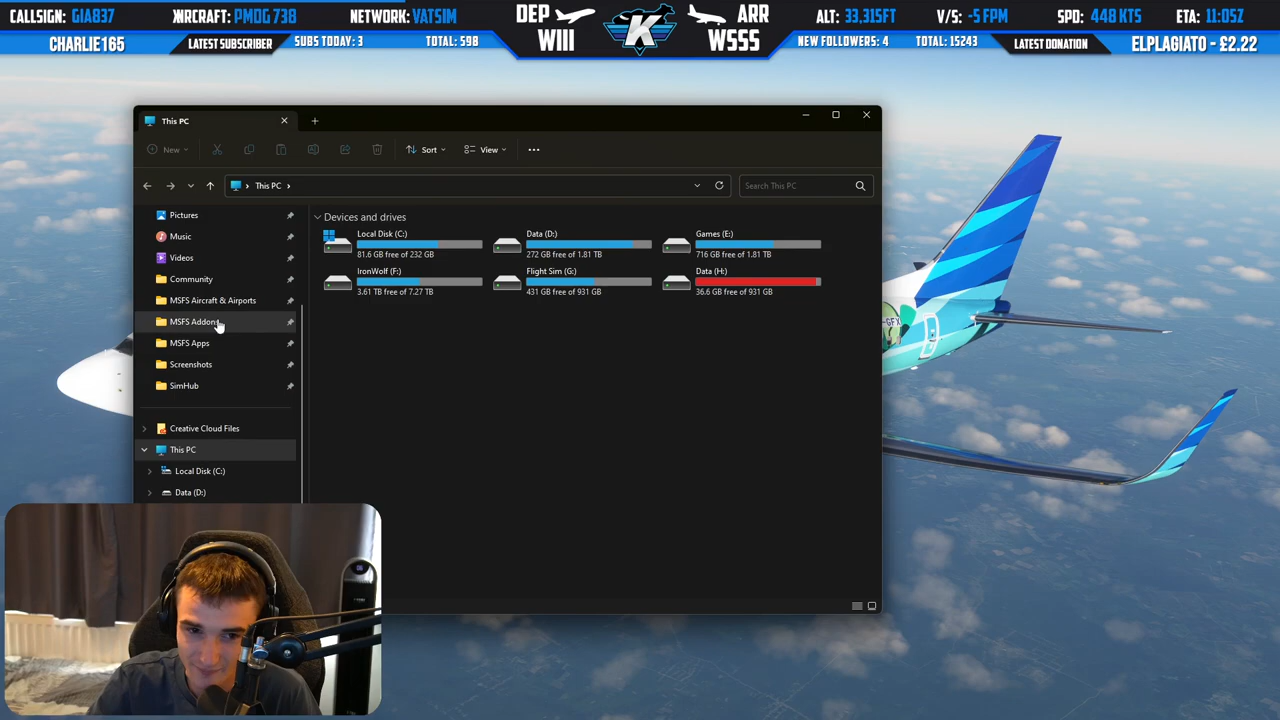 CALLSIGN: GIA837
AIRCRAFT: PMDG 738
NETWORK: VATSIM
DEP
WIII
K
ARR
WSSS
ALT: 33,315FT
V/S: -5 FPM
SPD: 448 KTS
ETA: 11:05Z
CHARLIE165
LATEST SUBSCRIBER
SUBS TODAY: 3
TOTAL: 598
NEW FOLLOWERS: 4
TOTAL: 15243
LATEST DONATION
ELPLAGIATO - £2.22
This PC
New
Sort
View
This PC
Search This PC
Pictures
Music
Videos
Community
MSFS Aircraft & Airports
MSFS Addons
MSFS Apps
Screenshots
SimHub
Creative Cloud Files
This PC
Local Disk (C:)
Data (D:)
Devices and drives
Local Disk (C:)
81.6 GB free of 232 GB
Data (D:)
272 GB free of 1.81 TB
Games (E:)
716 GB free of 1.81 TB
IronWolf (F:)
3.61 TB free of 7.27 TB
Flight Sim (G:)
431 GB free of 931 GB
Data (H:)
36.6 GB free of 931 GB